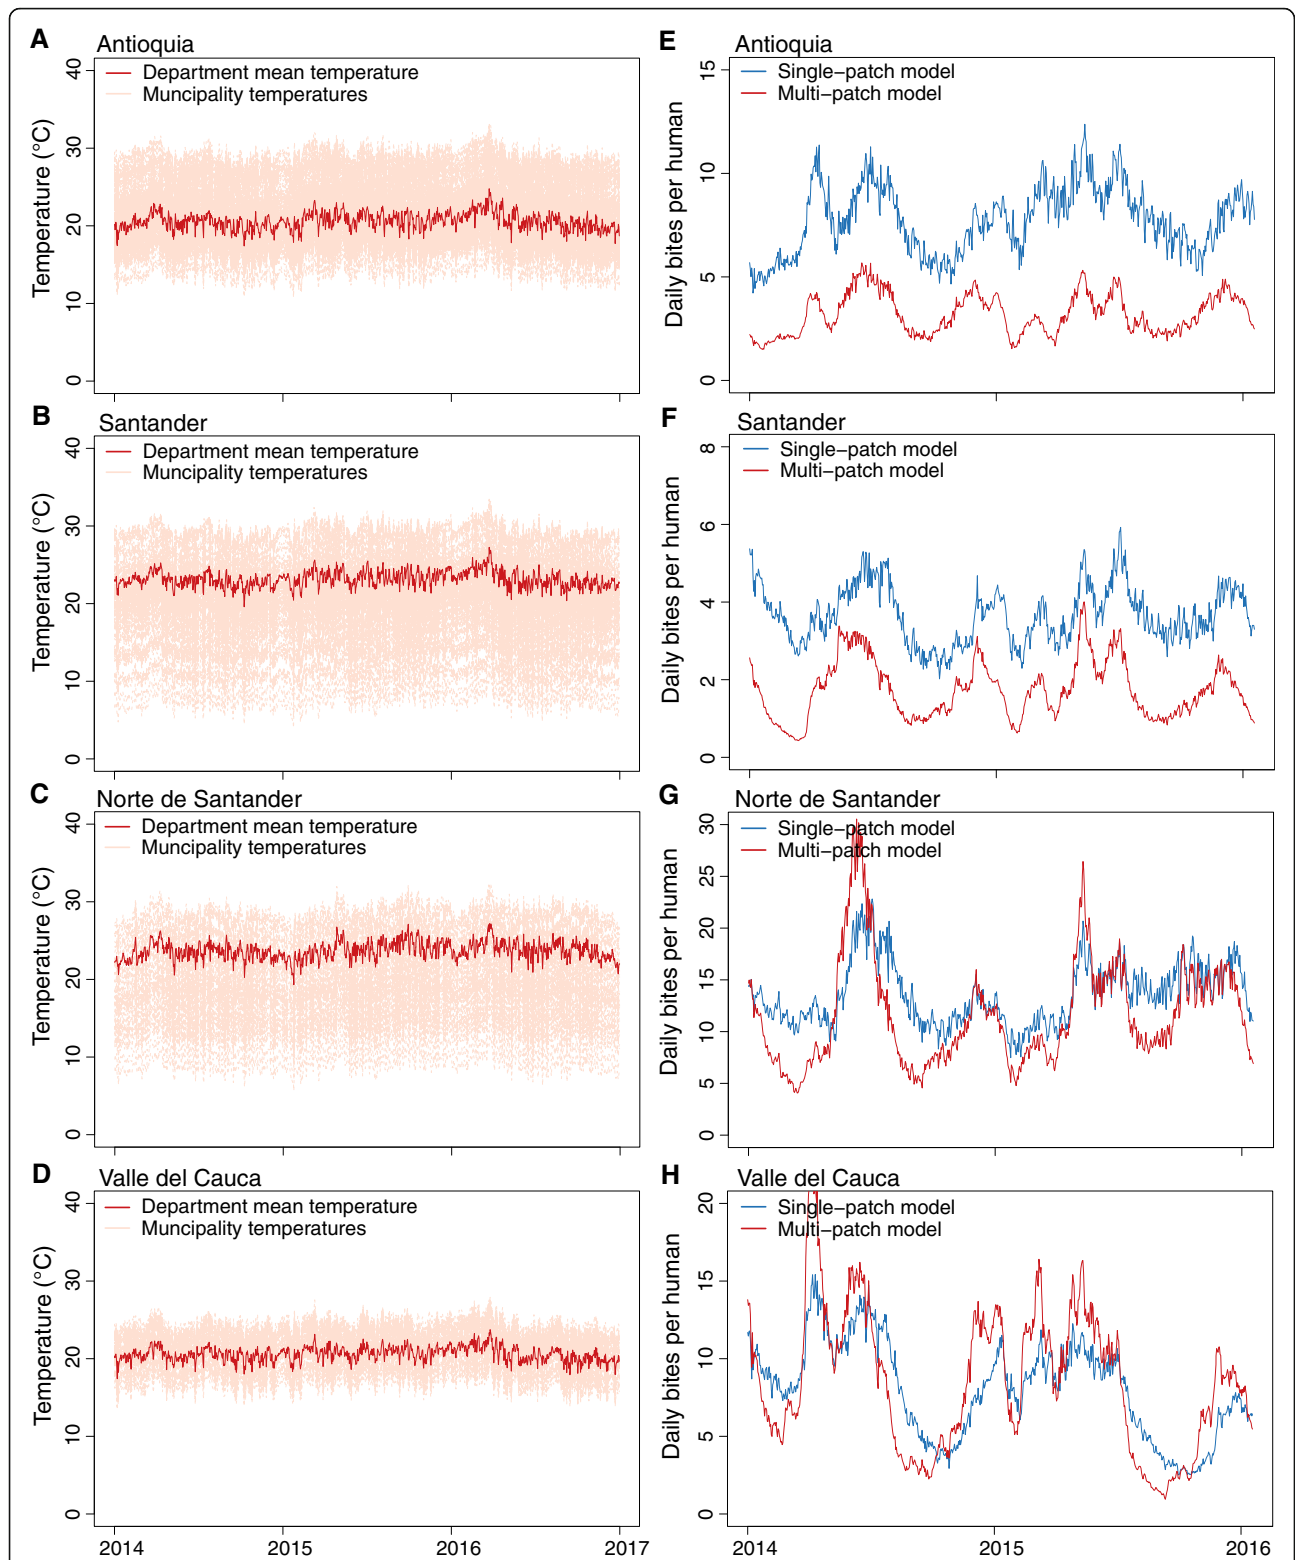 A
Antioquia
Department mean temperature
Muncipality temperatures
Temperature (°C)
40
30
20
10
0
E
Antioquia
Single−patch model
Multi−patch model
Daily bites per human
15
10
5
0
B
Santander
Department mean temperature
Muncipality temperatures
Temperature (°C)
40
30
20
10
0
F
Santander
Single−patch model
Multi−patch model
Daily bites per human
8
6
4
2
0
C
Norte de Santander
Department mean temperature
Muncipality temperatures
Temperature (°C)
40
30
20
10
0
G
Norte de Santander
Single−patch model
Multi−patch model
Daily bites per human
30
25
20
15
10
5
0
D
Valle del Cauca
Department mean temperature
Muncipality temperatures
Temperature (°C)
40
30
20
10
0
2014
2015
2016
2017
H
Valle del Cauca
Single−patch model
Multi−patch model
Daily bites per human
20
15
10
5
0
2014
2015
2016